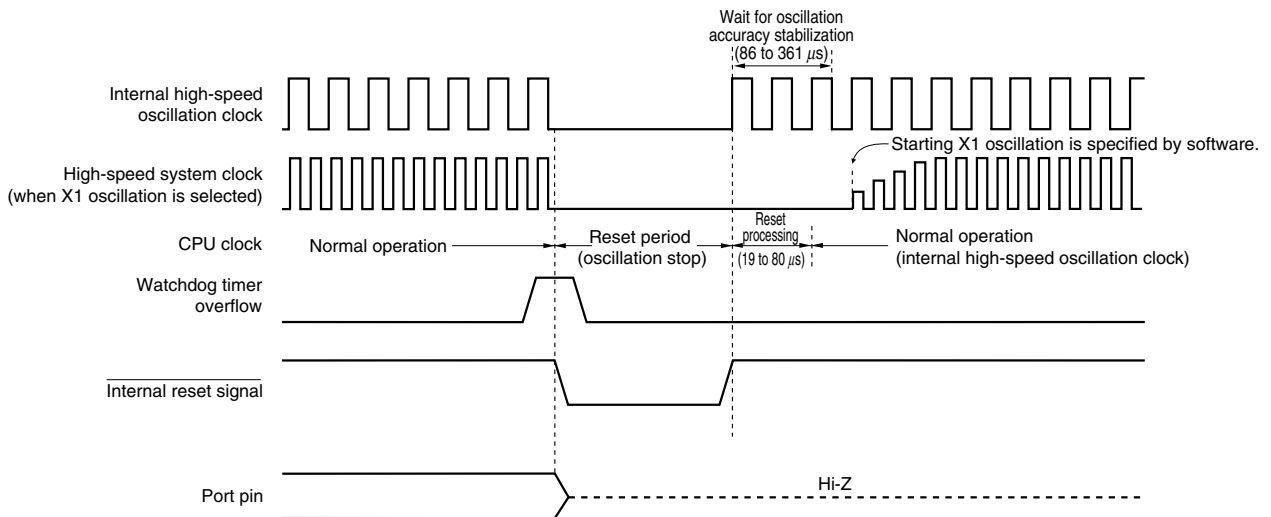 Wait for oscillation
accuracy stabilization
(86 to 361 μs)
Internal high-speed
oscillation clock
Starting X1 oscillation is specified by software.
High-speed system clock
(when X1 oscillation is selected)
CPU clock
Normal operation
Reset period
(oscillation stop)
Reset
processing
(19 to 80 μs)
Normal operation
(internal high-speed oscillation clock)
Watchdog timer
overflow
Internal reset signal
Port pin
Hi-Z